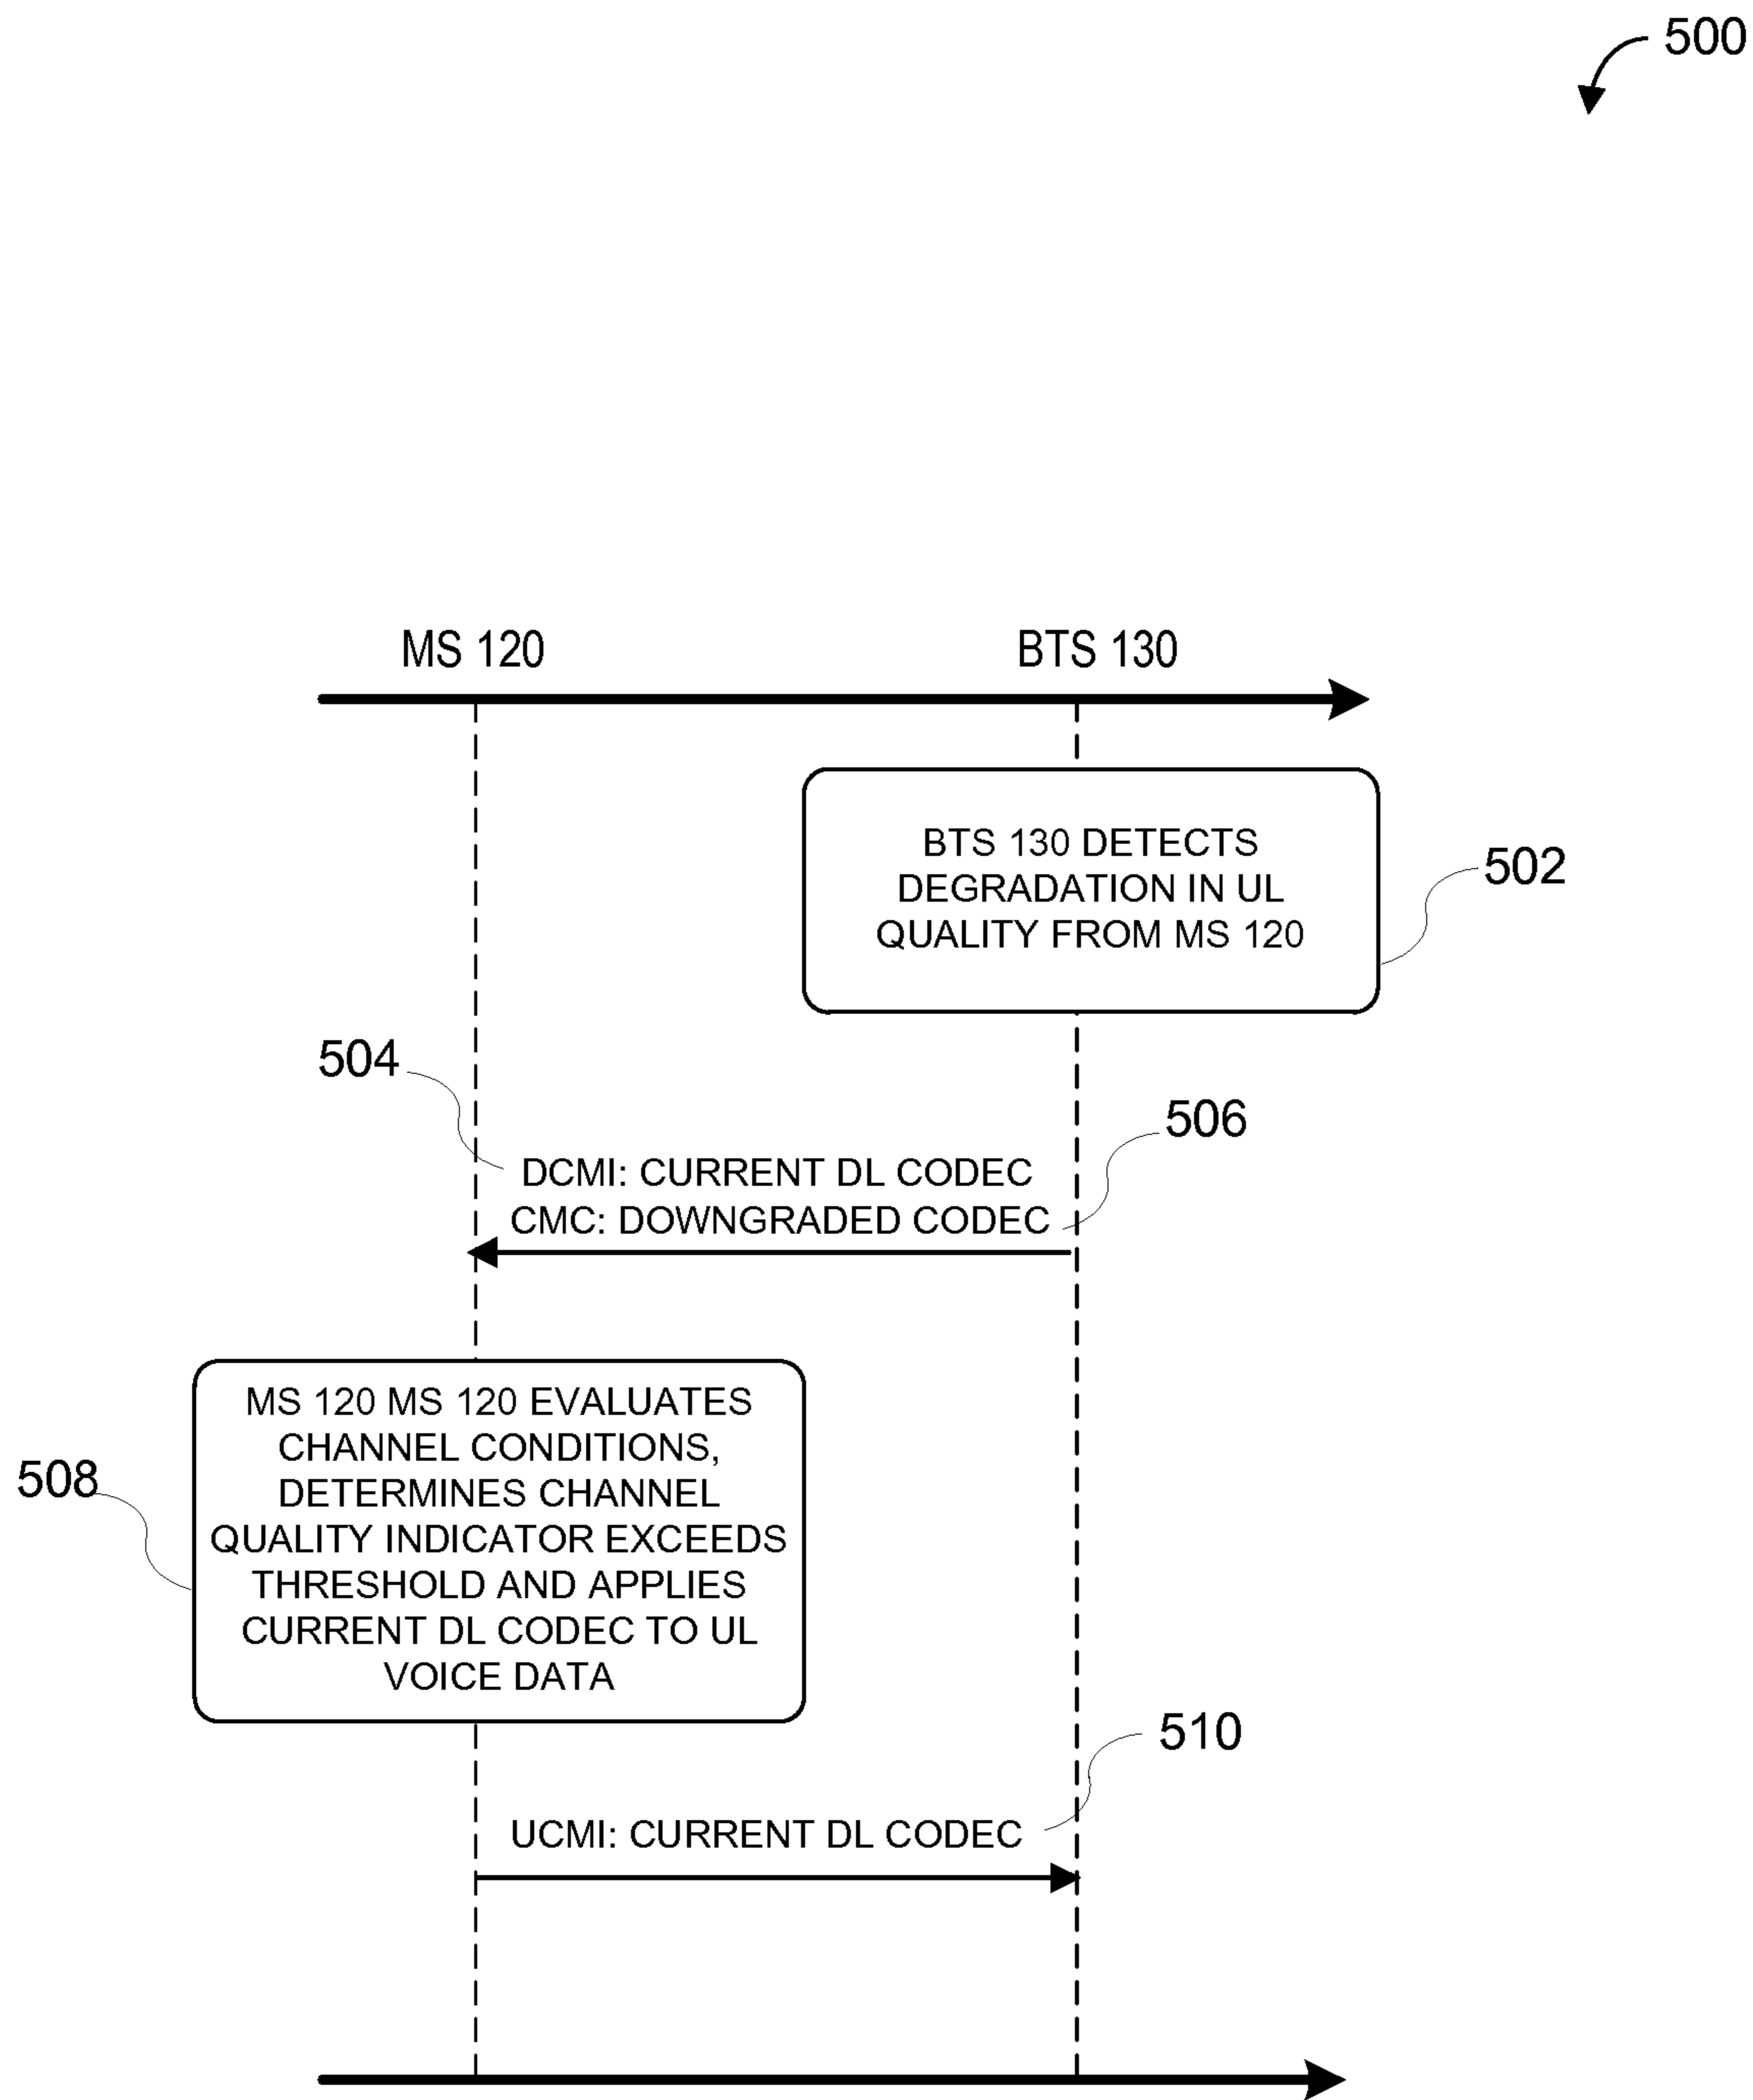 500
MS 120
BTS 130
BTS 130 DETECTS
DEGRADATION IN UL
QUALITY FROM MS 120
502
504
506
DCMI: CURRENT DL CODEC
CMC: DOWNGRADED CODEC
MS 120 MS 120 EVALUATES
CHANNEL CONDITIONS,
DETERMINES CHANNEL
QUALITY INDICATOR EXCEEDS
THRESHOLD AND APPLIES
CURRENT DL CODEC TO UL
VOICE DATA
508
510
UCMI: CURRENT DL CODEC